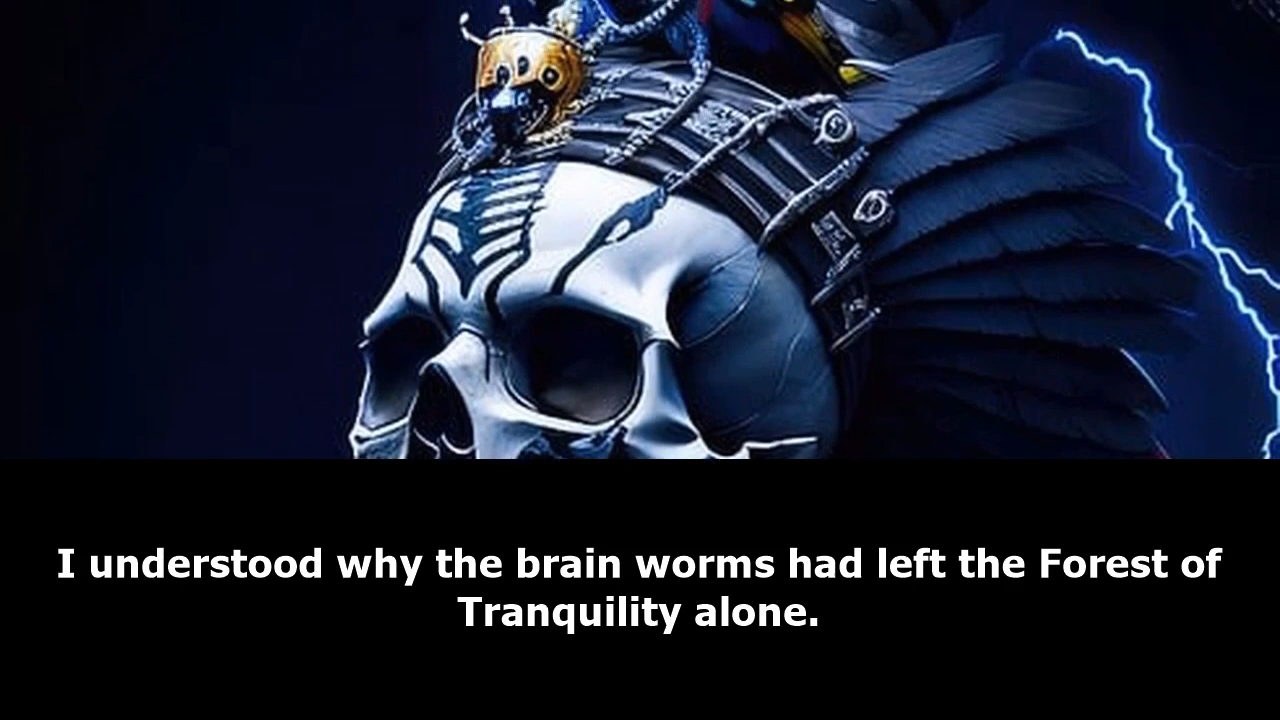 I understood why the brain worms had left the Forest of
Tranquility alone.